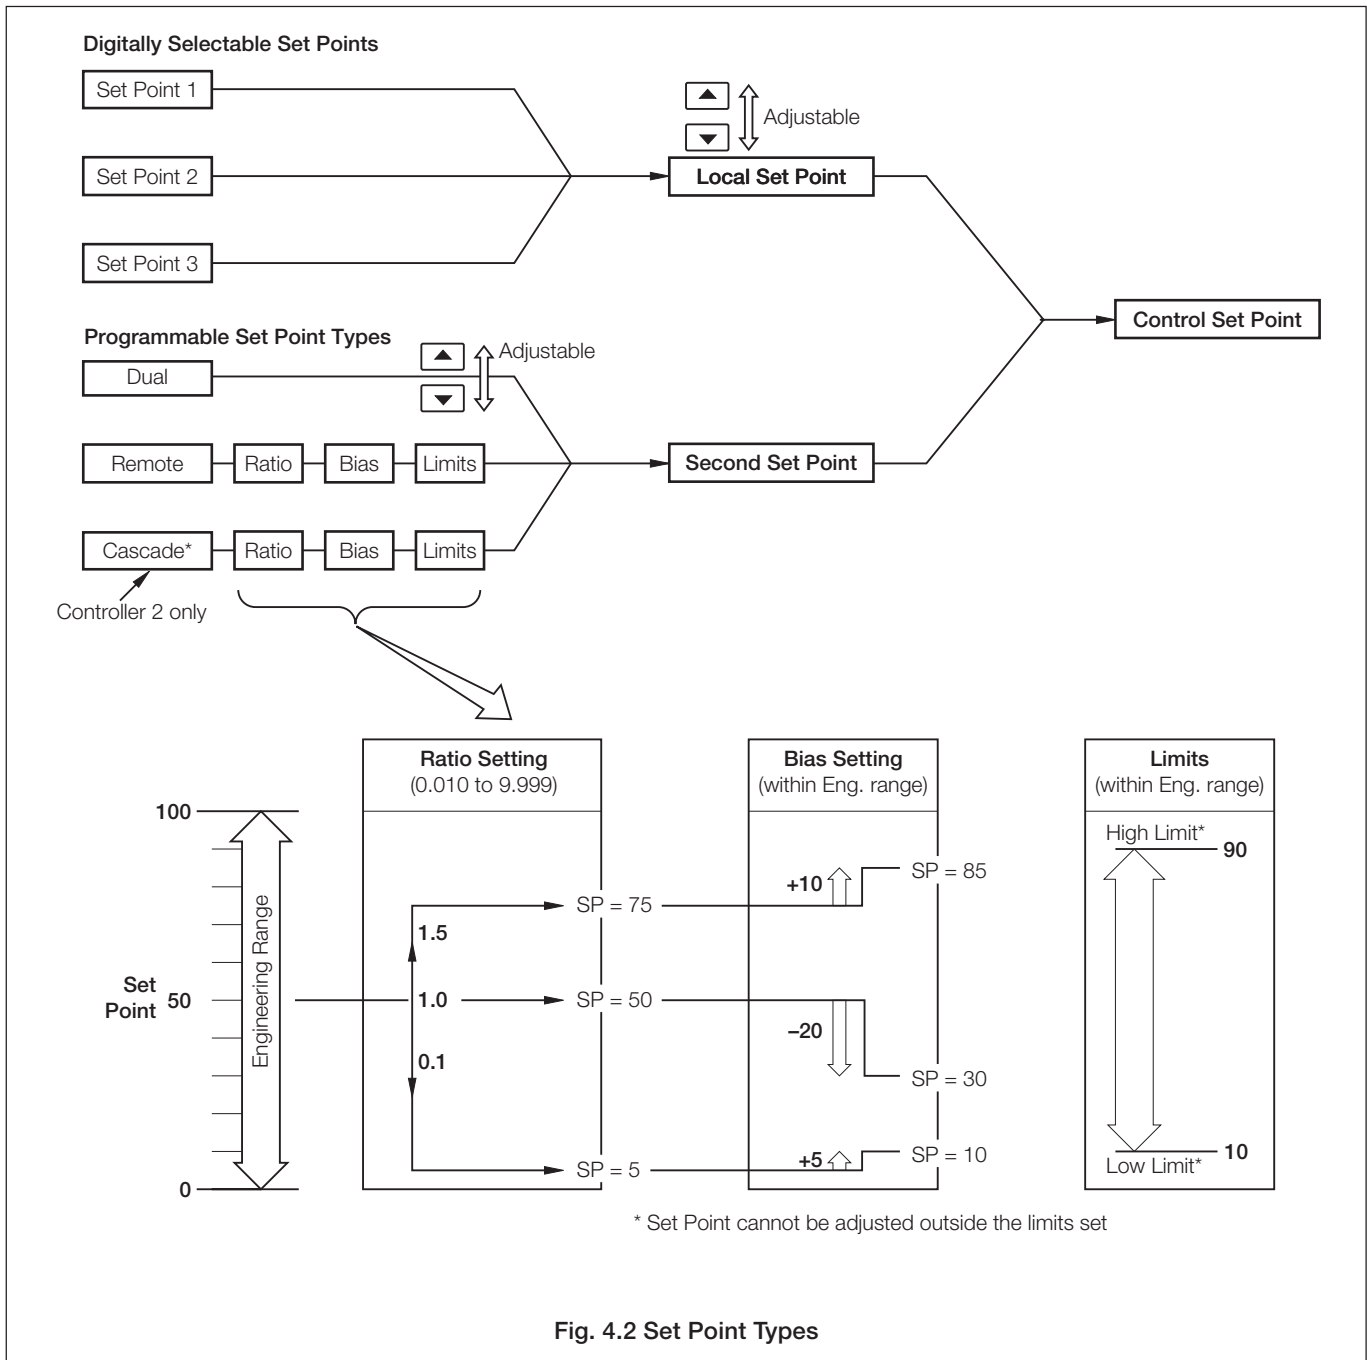 Digitally Selectable Set Points
Set Point 1
Adjustable
Set Point 2
Local Set Point
Set Point 3
Control Set Point
Programmable Set Point Types
Adjustable
Dual
Remote
Ratio
Bias
Limits
Second Set Point
Cascade*
Ratio
Bias
Limits
Controller 2 only
Ratio Setting
(0.010 to 9.999)
Bias Setting
(within Eng. range)
Limits
(within Eng. range)
100
Set
Point
50
0
Engineering Range
1.5
1.0
0.1
SP = 75
SP = 50
SP = 5
+10
–20
+5
SP = 85
SP = 30
SP = 10
High Limit*
90
10
Low Limit*
* Set Point cannot be adjusted outside the limits set
Fig. 4.2 Set Point Types